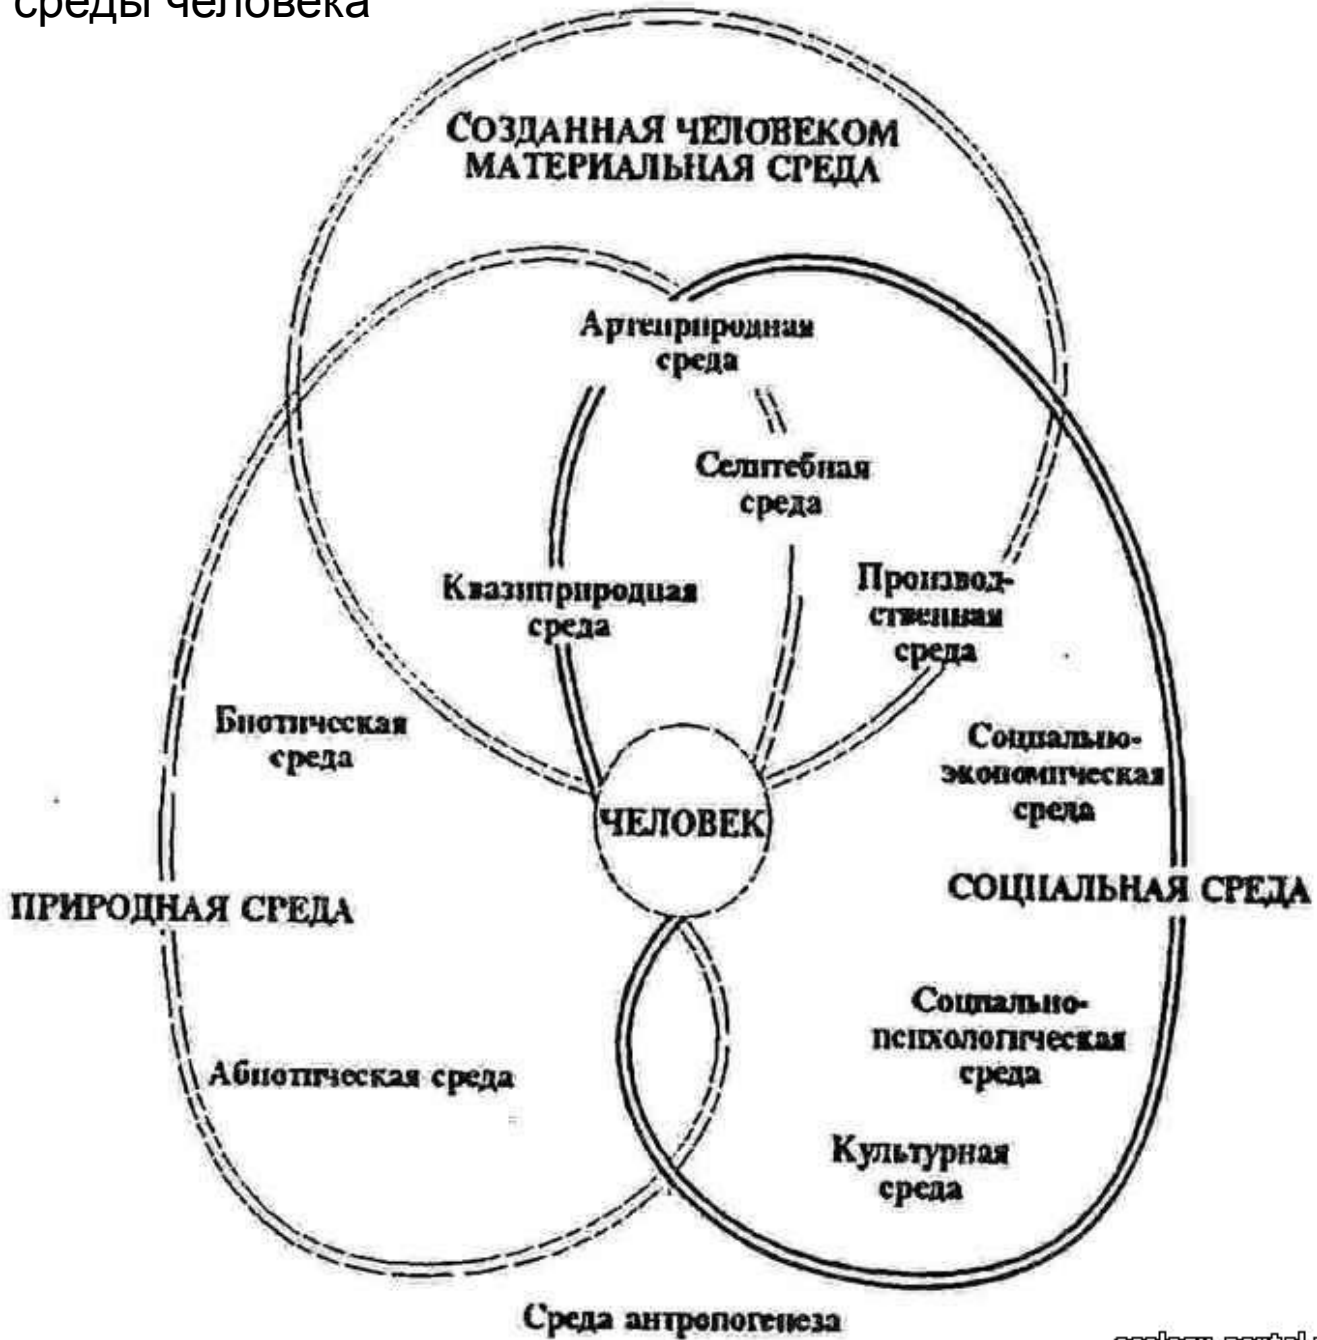 среды человека
СОЗДАННАЯ ЧЕЛОВЕКОМ
МАТЕРИАЛЬНАЯ СРЕДА
Артеприродная
среда
Селитебная
среда
Квазиприродная
среда
Производ-
ственная
среда
Биотическая
среда
Социально-
экономическая
среда
ЧЕЛОВЕК
ПРИРОДНАЯ СРЕДА
СОЦИАЛЬНАЯ СРЕДА
Абиотическая среда
Социально-
психологическая
среда
Культурная
среда
Среда антропогенеза